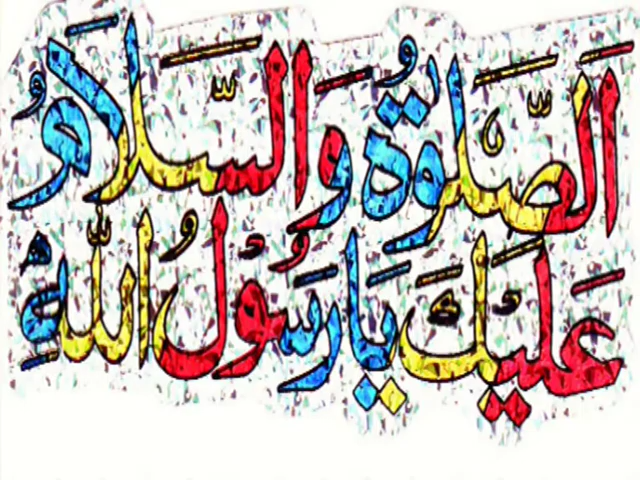 اَلصَّلٰوةُ وَالسَّلَامُ
عَلَيْكَ يَارَسُوْلَ اللّٰهِ